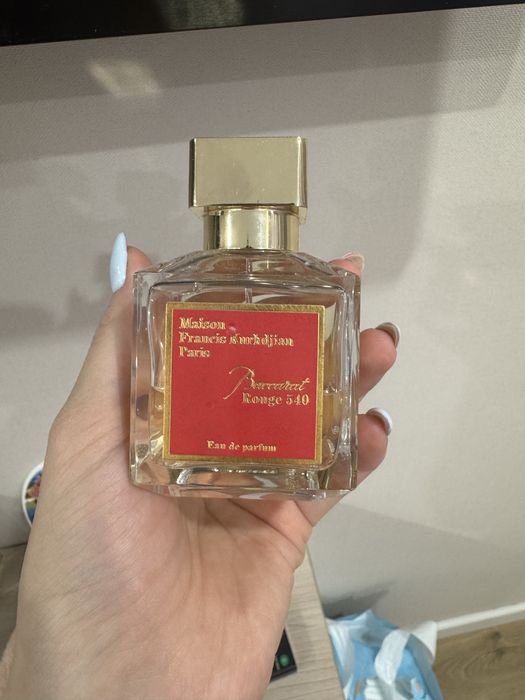 Maison
Francis Kurkdjian
Paris
Baccarat
Rouge 540
Eau de parfum